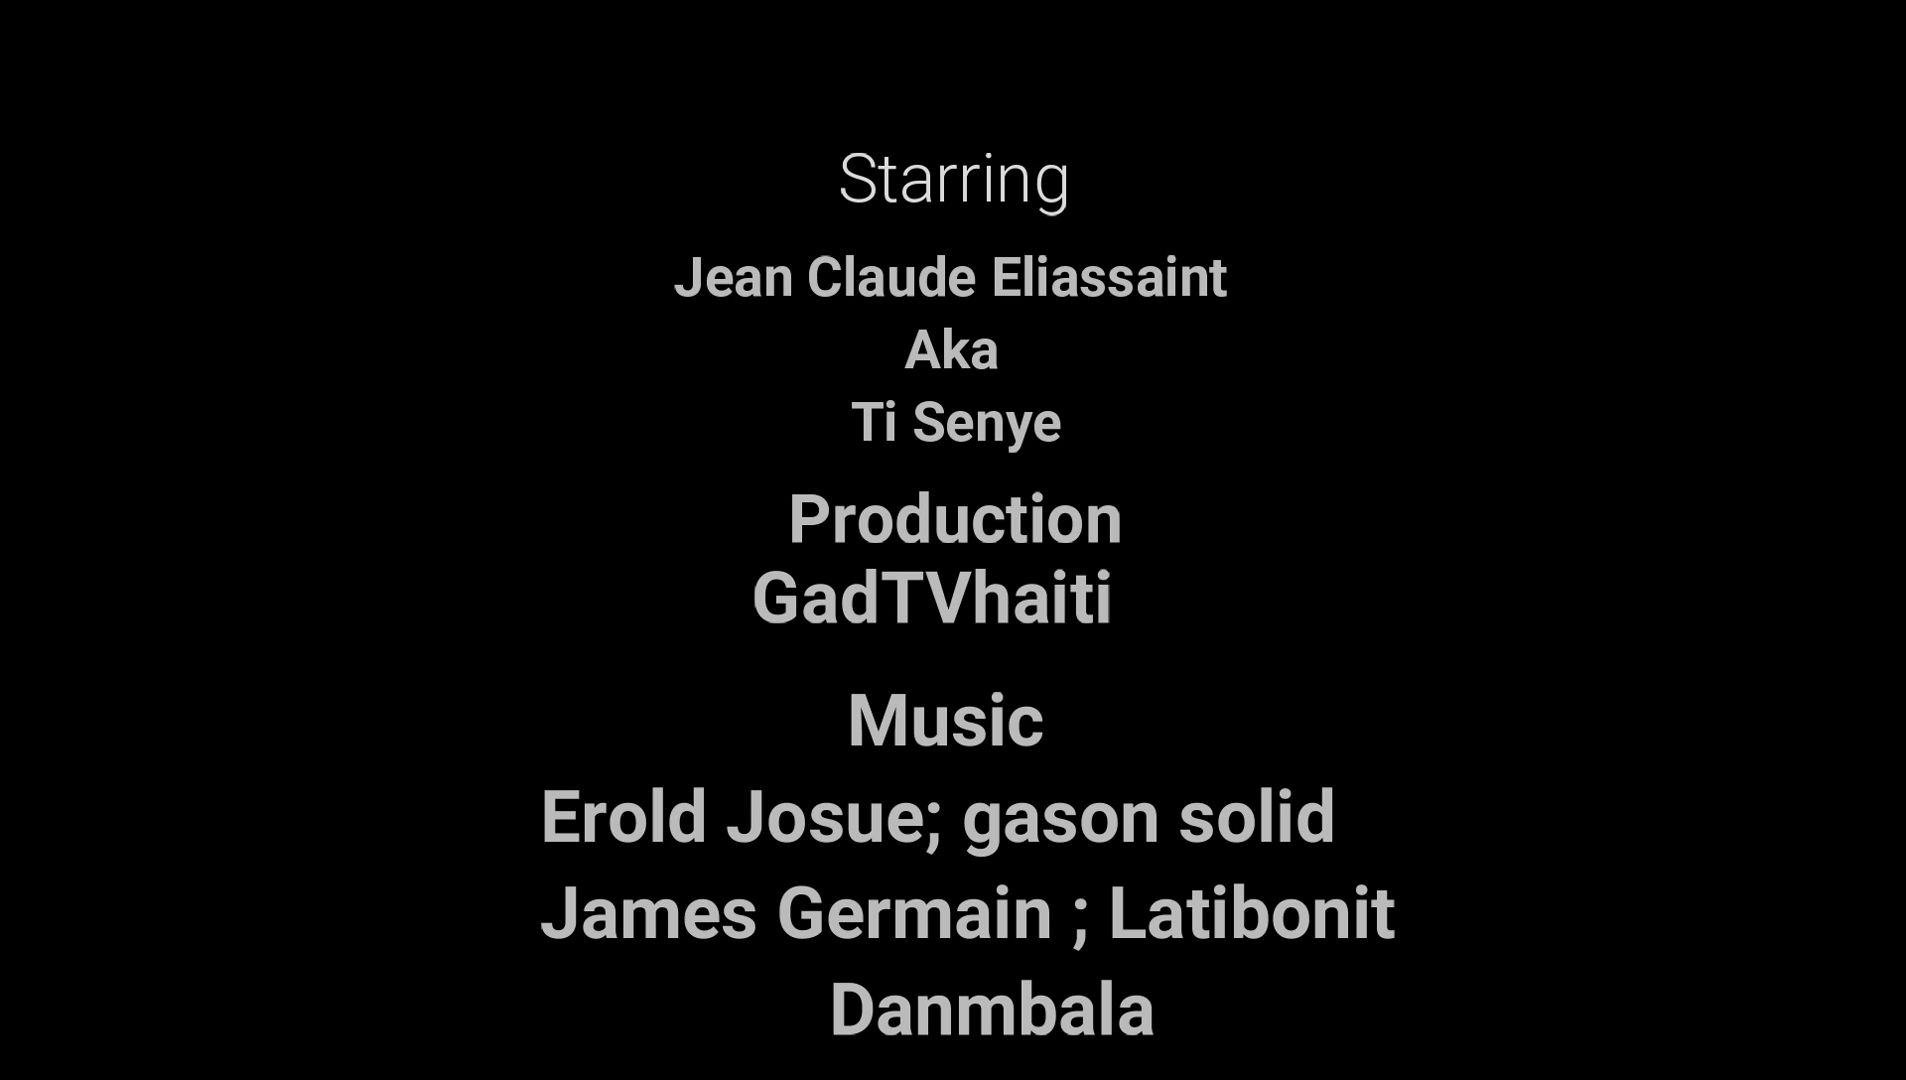 Starring
Jean Claude Eliassaint
Aka
Ti Senye
Production
GadTVhaiti
Music
Erold Josue; gason solid
James Germain ; Latibonit
Danmbala